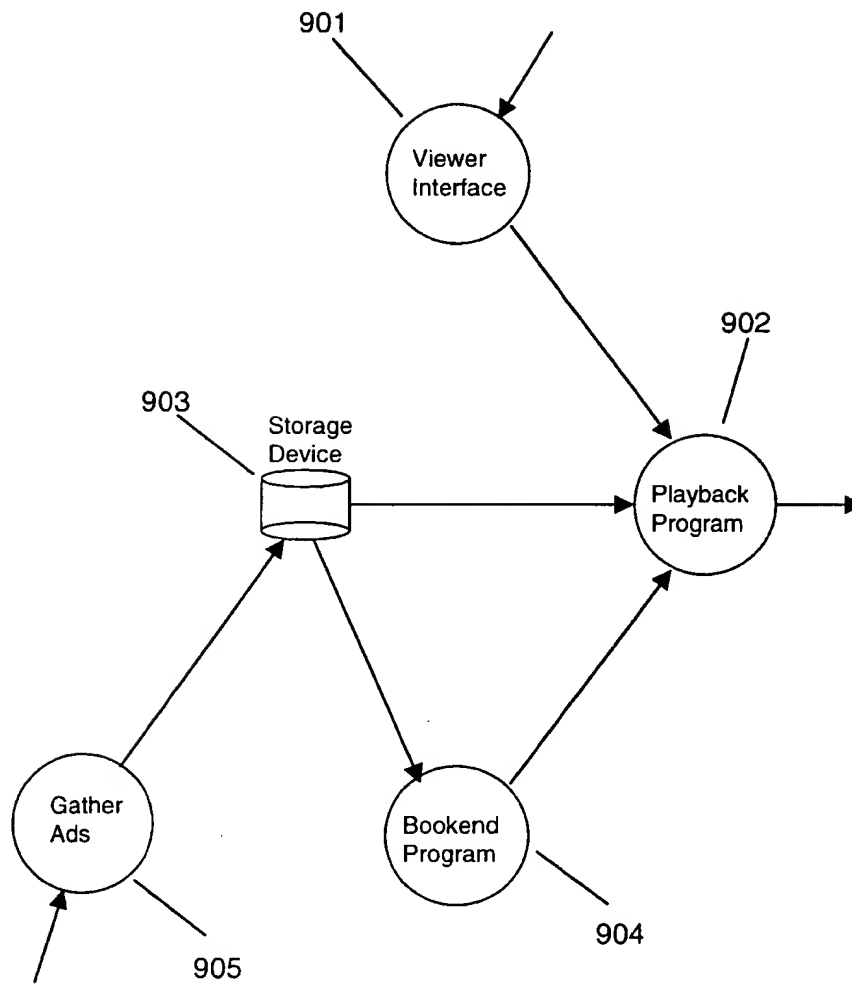 901
Viewer
Interface
902
903
Storage
Device
Playback
Program
Gather
Ads
Bookend
Program
904
905